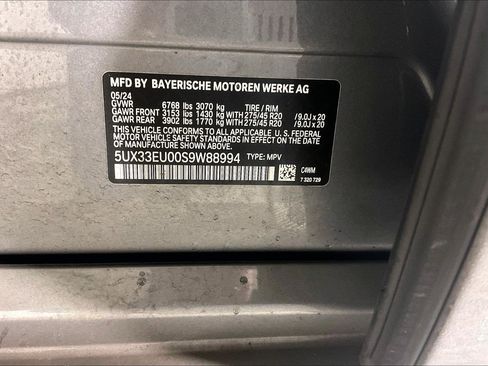 MFD BY BAYERISCHE MOTOREN WERKE AG
05/24
GVWR 6768 lbs 3070 kg TIRE / RIM
GAWR FRONT 3153 lbs 1430 kg WITH 275/45 R20 / 9.0J x 20
GAWR REAR 3902 lbs 1770 kg WITH 275/45 R20 / 9.0J x 20
THIS VEHICLE CONFORMS TO ALL APPLICABLE U.S. FEDERAL
MOTOR VEHICLE SAFETY STANDARDS IN EFFECT ON THE
DATE OF MANUFACTURE SHOWN ABOVE.
5UX33EU00S9W88994 TYPE: MPV
C4WM
7 320 729